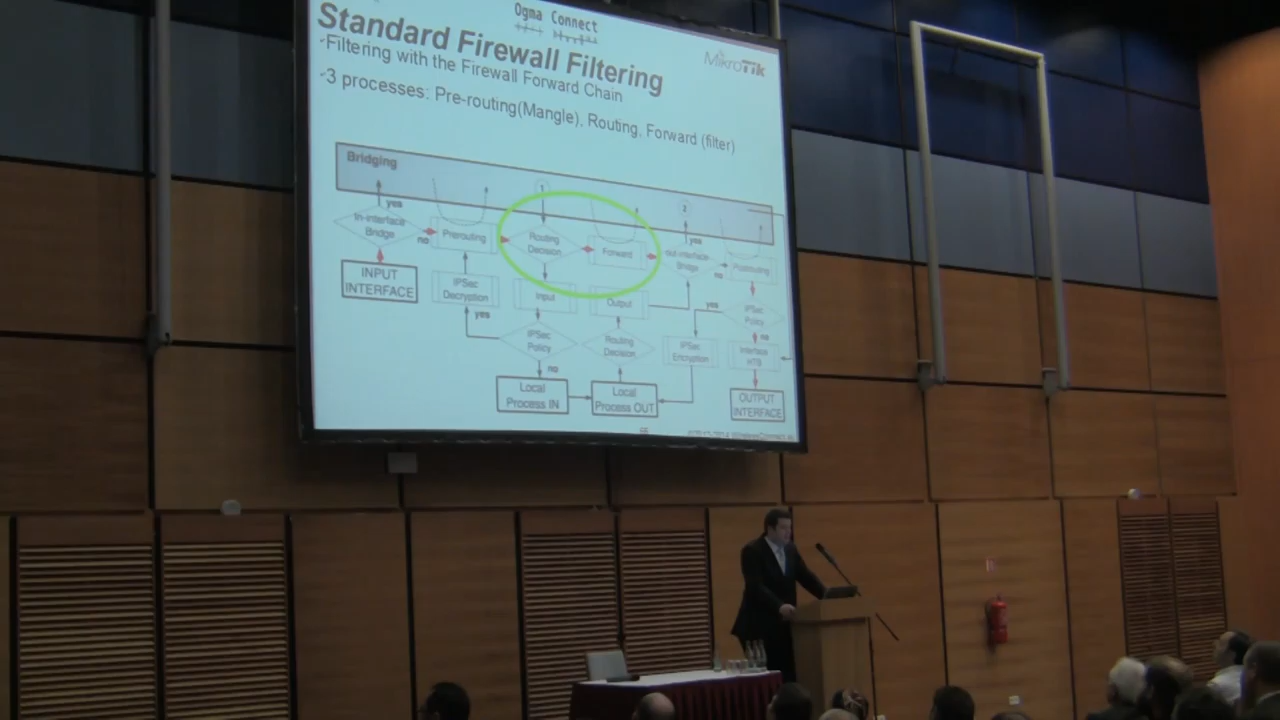 Ogma Connect
Standard Firewall Filtering
MikroTik
-Filtering with the Firewall Forward Chain
-3 processes: Pre-routing(Mangle), Routing, Forward (filter)
Bridging
1
2
yes
In-interface
Bridge
no
Prerouting
Routing
Decision
Forward
yes
out-interface
Bridge
no
Postrouting
INPUT
INTERFACE
IPSec
Decryption
Input
Output
yes
IPSec
Policy
yes
IPSec
Policy
Routing
Decision
IPSec
Encryption
no
Interface
HTB
no
Local
Process IN
Local
Process OUT
OUTPUT
INTERFACE